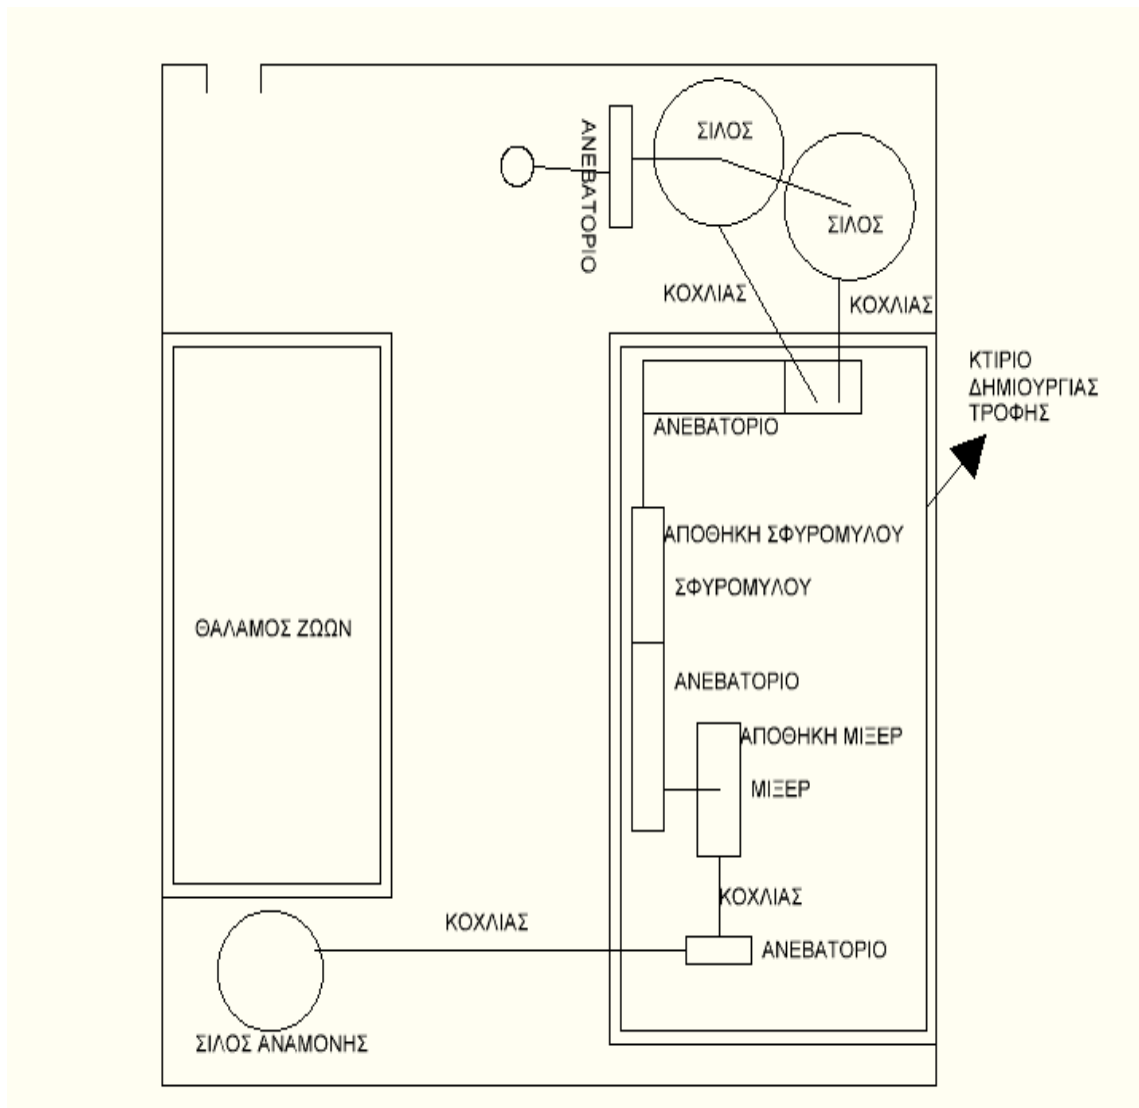 ΣΙΛΟΣ
ΑΝΕΒΑΤΟΡΙΟ
ΣΙΛΟΣ
ΚΟΧΛΙΑΣ
ΚΟΧΛΙΑΣ
ΚΤΙΡΙΟ
ΔΗΜΙΟΥΡΓΙΑΣ
ΤΡΟΦΗΣ
ΑΝΕΒΑΤΟΡΙΟ
ΑΠΟΘΗΚΗ ΣΦΥΡΟΜΥΛΟΥ
ΣΦΥΡΟΜΥΛΟΥ
ΘΑΛΑΜΟΣ ΖΩΩΝ
ΑΝΕΒΑΤΟΡΙΟ
ΑΠΟΘΗΚΗ ΜΙΞΕΡ
ΜΙΞΕΡ
ΚΟΧΛΙΑΣ
ΚΟΧΛΙΑΣ
ΑΝΕΒΑΤΟΡΙΟ
ΣΙΛΟΣ ΑΝΑΜΟΝΗΣ